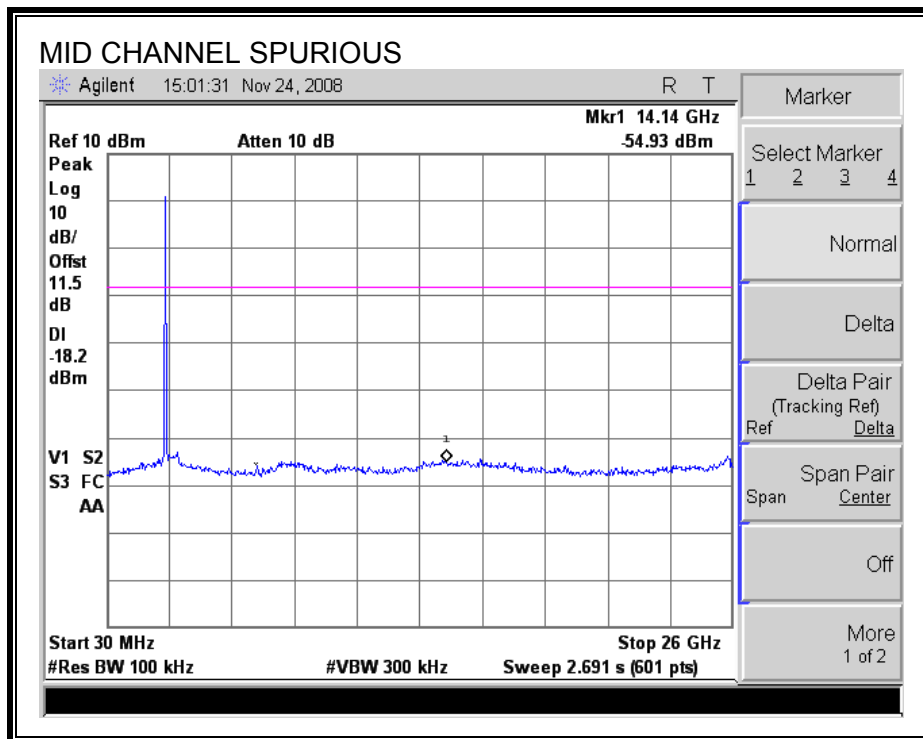 MID CHANNEL SPURIOUS
Agilent 15:01:31 Nov 24, 2008 R T
Mkr1 14.14 GHz
Ref 10 dBm Atten 10 dB -54.93 dBm
Peak
Log
10
dB/
Offst
11.5
dB
DI
-18.2
dBm
1
V1 S2
S3 FC
AA
Start 30 MHz Stop 26 GHz
#Res BW 100 kHz #VBW 300 kHz Sweep 2.691 s (601 pts)
Marker
Select Marker
1 2 3 4
Normal
Delta
Delta Pair
(Tracking Ref)
Ref Delta
Span Pair
Span Center
Off
More
1 of 2